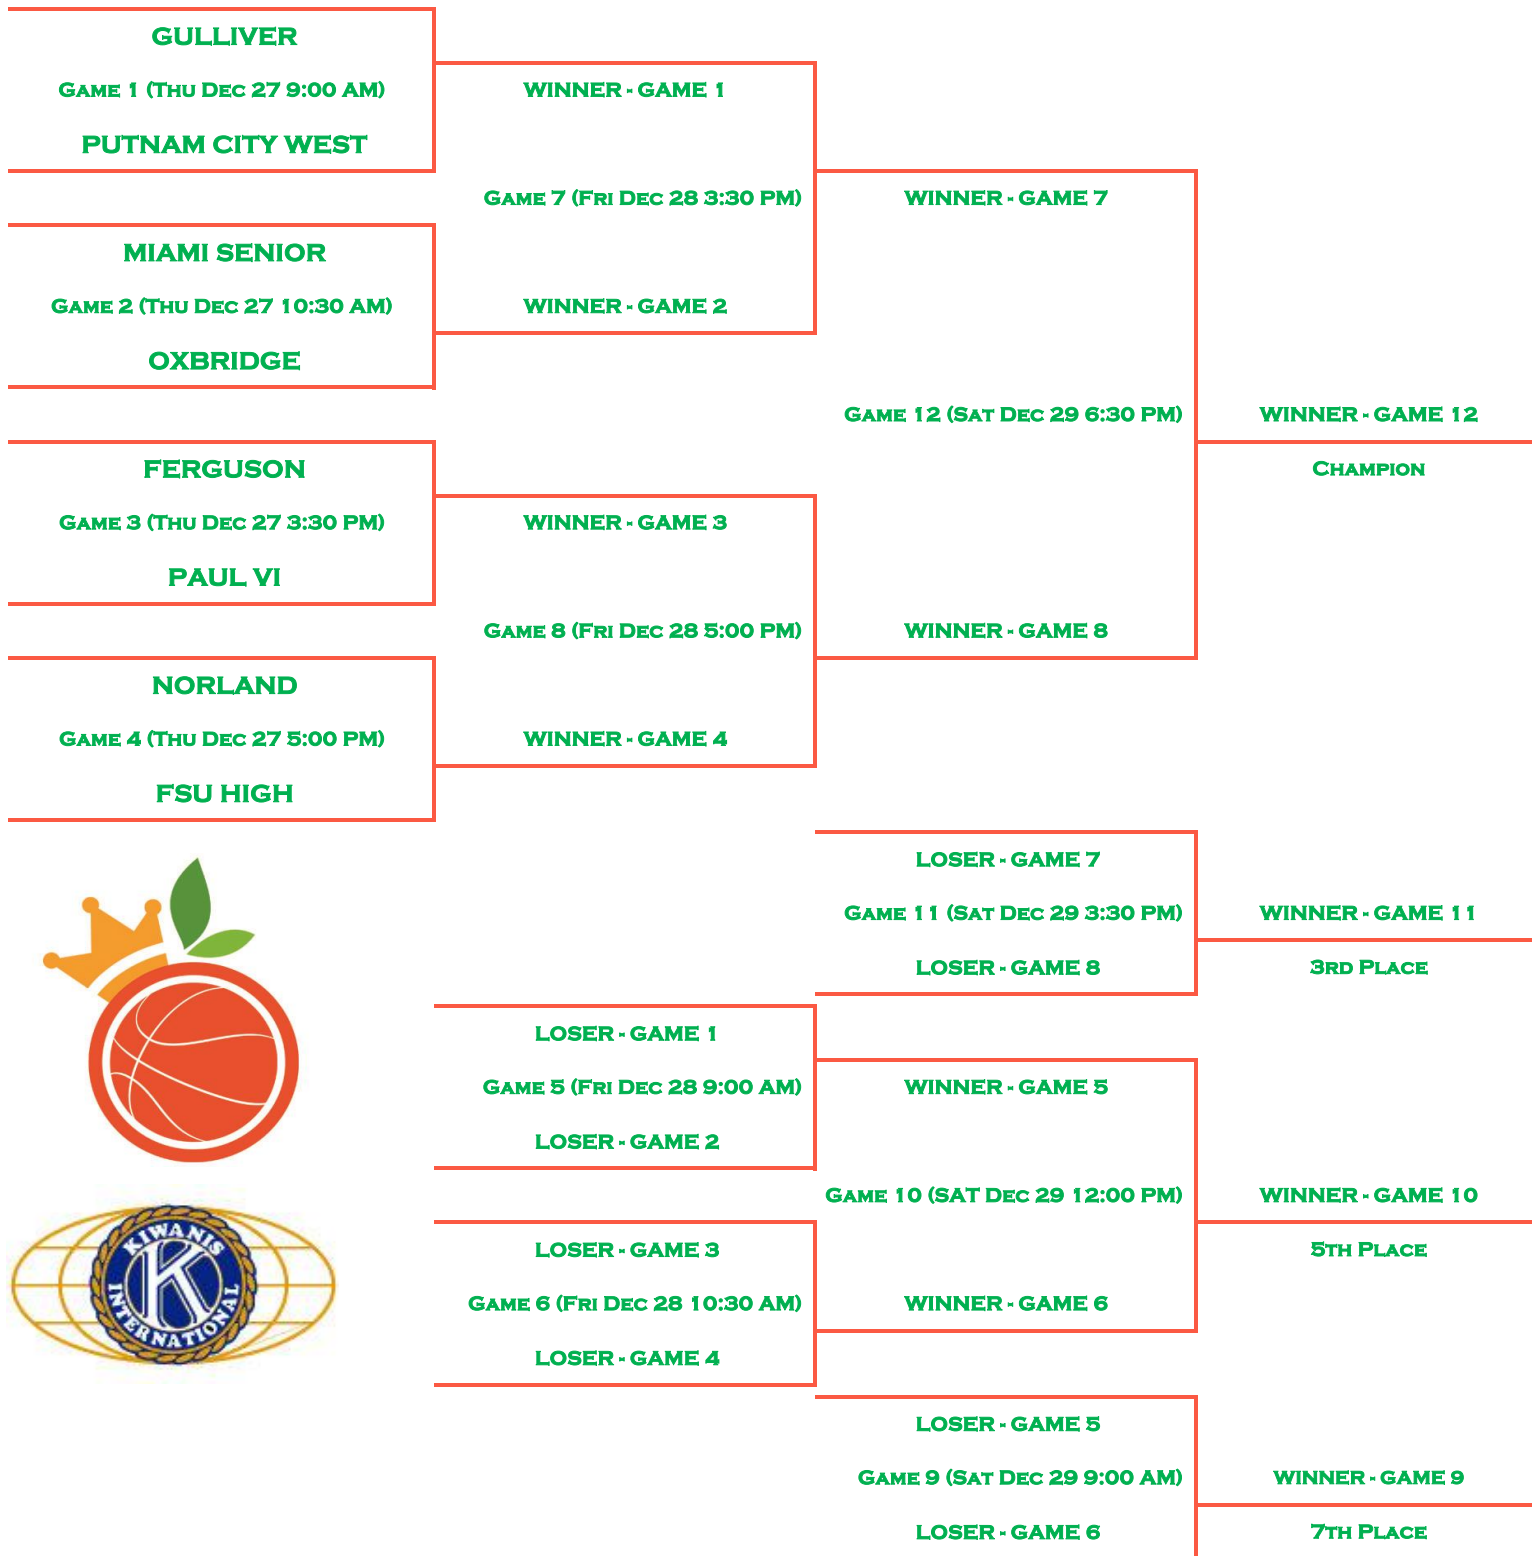 GULLIVER
Game 1 (Thu Dec 27 9:00 AM)
PUTNAM CITY WEST
MIAMI SENIOR
Game 2 (Thu Dec 27 10:30 AM)
OXBRIDGE
FERGUSON
Game 3 (Thu Dec 27 3:30 PM)
PAUL VI
NORLAND
Game 4 (Thu Dec 27 5:00 PM)
FSU HIGH
WINNER - GAME 1
Game 7 (Fri Dec 28 3:30 PM)
WINNER - GAME 2
WINNER - GAME 3
Game 8 (Fri Dec 28 5:00 PM)
WINNER - GAME 4
WINNER - GAME 7
Game 12 (Sat Dec 29 6:30 PM)
WINNER - GAME 8
WINNER - GAME 12
Champion
LOSER - GAME 7
Game 11 (Sat Dec 29 3:30 PM)
LOSER - GAME 8
WINNER - GAME 11
3rd Place
LOSER - GAME 1
Game 5 (Fri Dec 28 9:00 AM)
LOSER - GAME 2
LOSER - GAME 3
Game 6 (Fri Dec 28 10:30 AM)
LOSER - GAME 4
WINNER - GAME 5
Game 10 (SAT Dec 29 12:00 PM)
WINNER - GAME 6
WINNER - GAME 10
5th Place
LOSER - GAME 5
Game 9 (Sat Dec 29 9:00 AM)
LOSER - GAME 6
WINNER - GAME 9
7th Place
KIWANIS
K
INTERNATIONAL